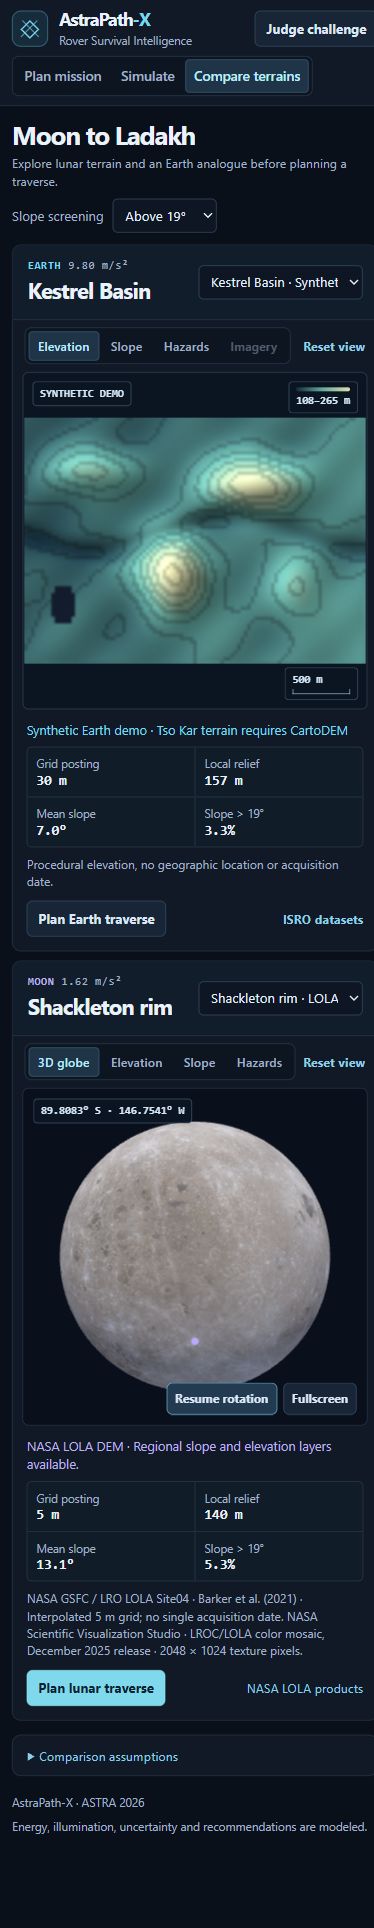 AstraPath-X
Rover Survival Intelligence
Judge challenge
Plan mission
Simulate
Compare terrains
Moon to Ladakh
Explore lunar terrain and an Earth analogue before planning a
traverse.
Slope screening
Above 19°
EARTH 9.80 m/s²
Kestrel Basin
Kestrel Basin · Synthet
Elevation
Slope
Hazards
Imagery
Reset view
SYNTHETIC DEMO
108–265 m
500 m
Synthetic Earth demo · Tso Kar terrain requires CartoDEM
Grid posting
30 m
Local relief
157 m
Mean slope
7.0°
Slope > 19°
3.3%
Procedural elevation, no geographic location or acquisition
date.
Plan Earth traverse
ISRO datasets
MOON 1.62 m/s²
Shackleton rim
Shackleton rim · LOLA
3D globe
Elevation
Slope
Hazards
Reset view
89.8083° S · 146.7541° W
Resume rotation
Fullscreen
NASA LOLA DEM · Regional slope and elevation layers
available.
Grid posting
5 m
Local relief
140 m
Mean slope
13.1°
Slope > 19°
5.3%
NASA GSFC / LRO LOLA Site04 · Barker et al. (2021) ·
Interpolated 5 m grid; no single acquisition date. NASA
Scientific Visualization Studio · LROC/LOLA color mosaic,
December 2025 release · 2048 × 1024 texture pixels.
Plan lunar traverse
NASA LOLA products
▶ Comparison assumptions
AstraPath-X · ASTRA 2026
Energy, illumination, uncertainty and recommendations are modeled.